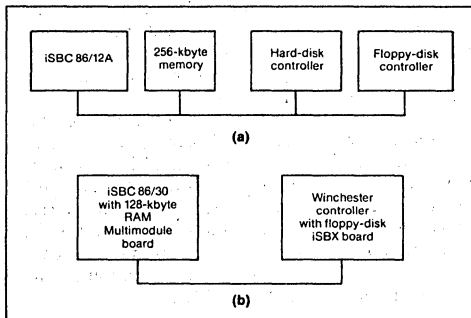 iSBC 86/12A
256-kbyte
memory
Hard-disk
controller
Floppy-disk
controller
(a)
iSBC 86/30
with 128-kbyte
RAM
Multimodule
board
Winchester
controller
with floppy-disk
iSBX board
(b)